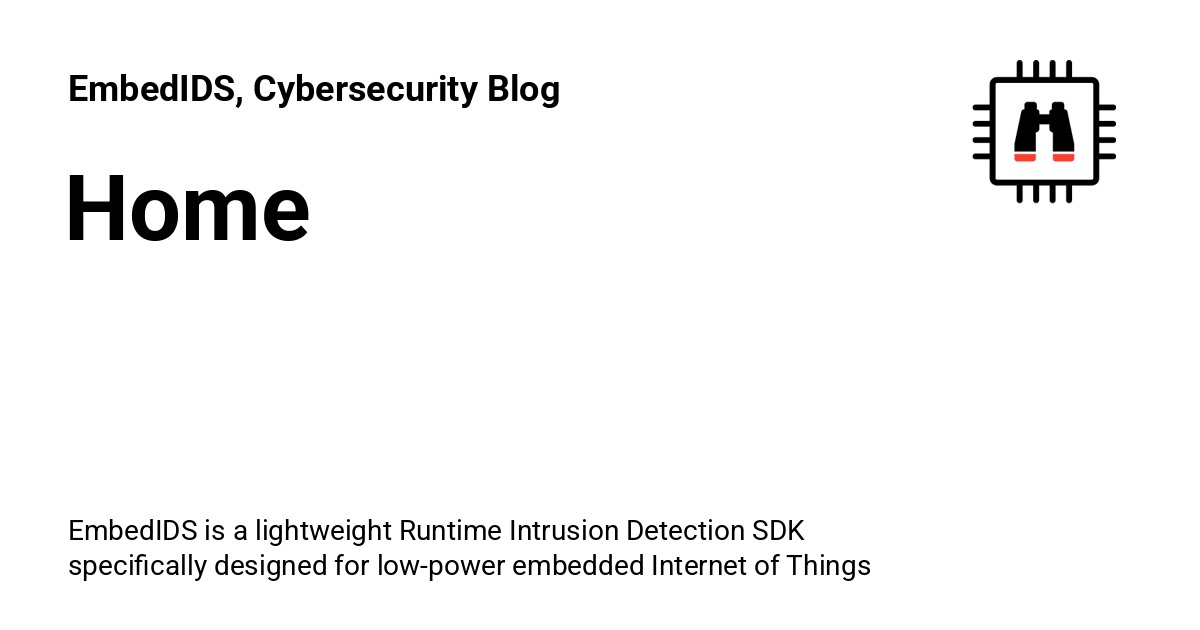 EmbedIDS, Cybersecurity Blog
Home
EmbedIDS is a lightweight Runtime Intrusion Detection SDK
specifically designed for low-power embedded Internet of Things